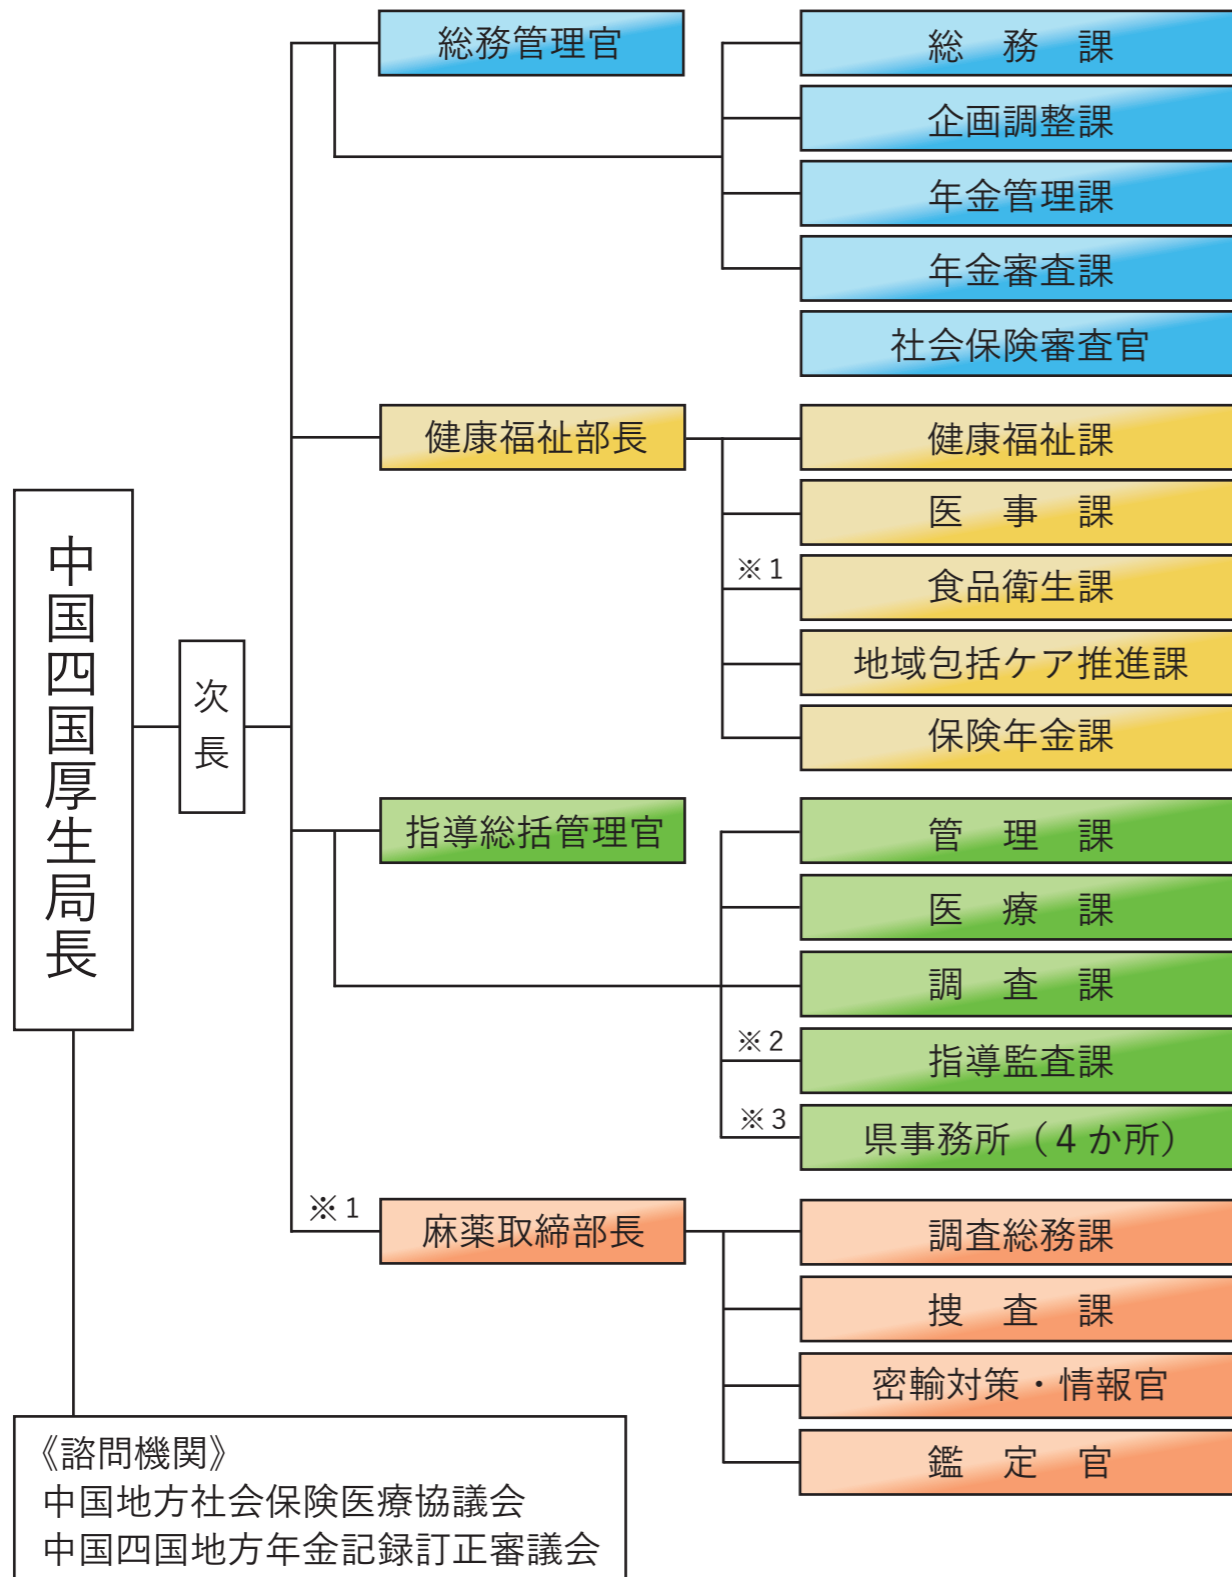 中国四国厚生局長
次長
総務管理官
総務課
企画調整課
年金管理課
年金審査課
社会保険審査官
健康福祉部長
健康福祉課
医事課
※1
食品衛生課
地域包括ケア推進課
保険年金課
指導総括管理官
管理課
医療課
調査課
※2
指導監査課
※3
県事務所（4か所）
※1
麻薬取締部長
調査総務課
捜査課
密輸対策・情報官
鑑定官
《諮問機関》
中国地方社会保険医療協議会
中国四国地方年金記録訂正審議会